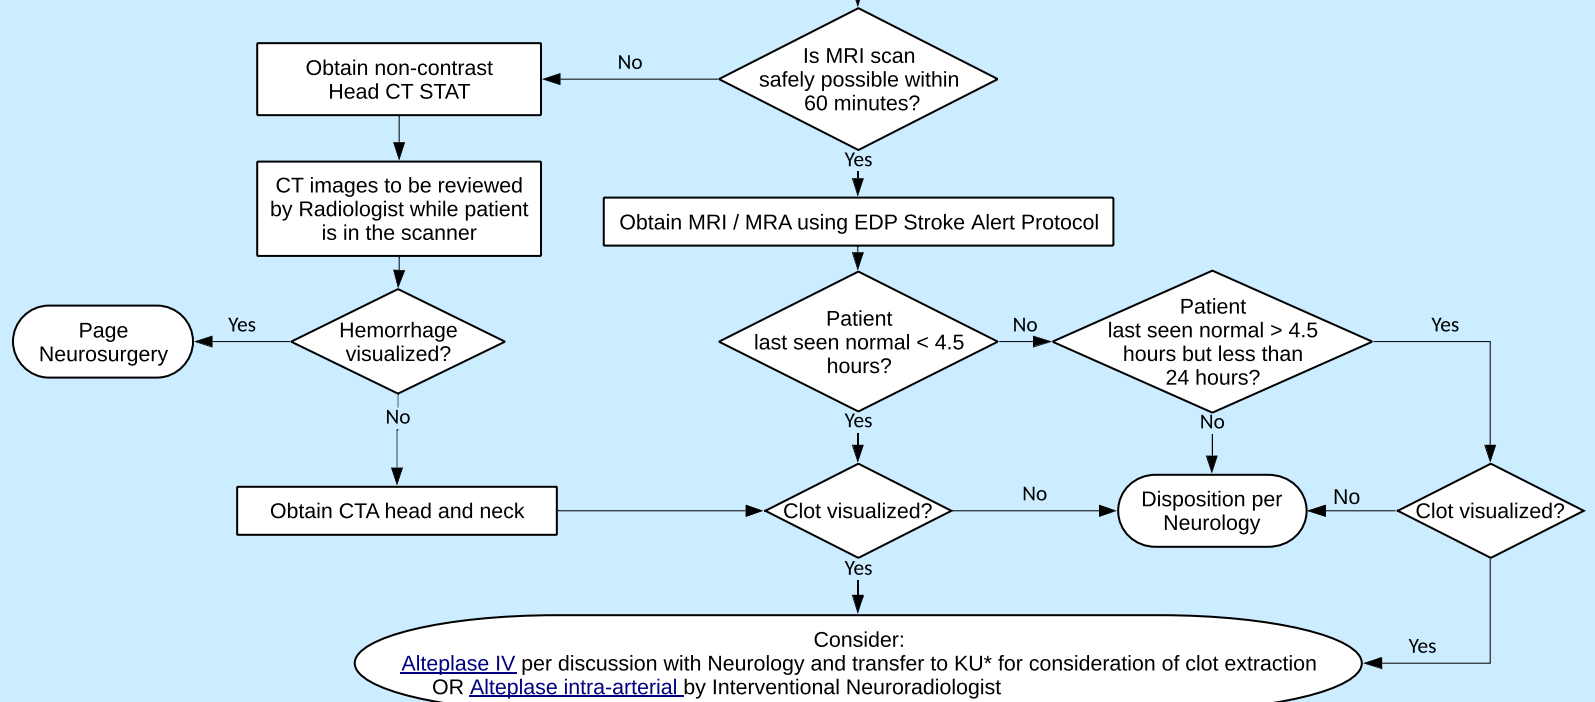 Is MRI scan
safely possible within
60 minutes?
No
Obtain non-contrast
Head CT STAT
Yes
CT images to be reviewed
by Radiologist while patient
is in the scanner
Obtain MRI / MRA using EDP Stroke Alert Protocol
Hemorrhage
visualized?
Yes
Page
Neurosurgery
No
Patient
last seen normal < 4.5
hours?
No
Patient
last seen normal > 4.5
hours but less than
24 hours?
Yes
Yes
No
Obtain CTA head and neck
Clot visualized?
No
Disposition per
Neurology
No
Clot visualized?
Yes
Yes
Consider:
Alteplase IV per discussion with Neurology and transfer to KU* for consideration of clot extraction
OR Alteplase intra-arterial by Interventional Neuroradiologist